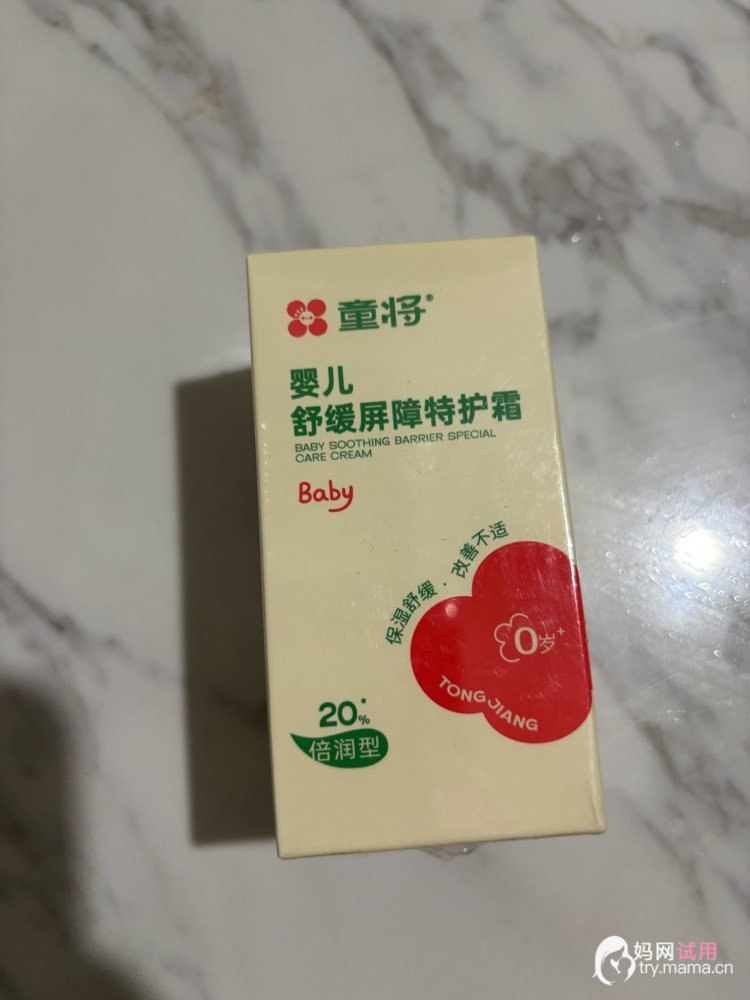 童将®
婴儿
舒缓屏障特护霜
BABY SOOTHING BARRIER SPECIAL
CARE CREAM
Baby
保湿舒缓·改善不适
0岁+
TONG JIANG
20%*
倍润型
妈网试用
try.mama.cn